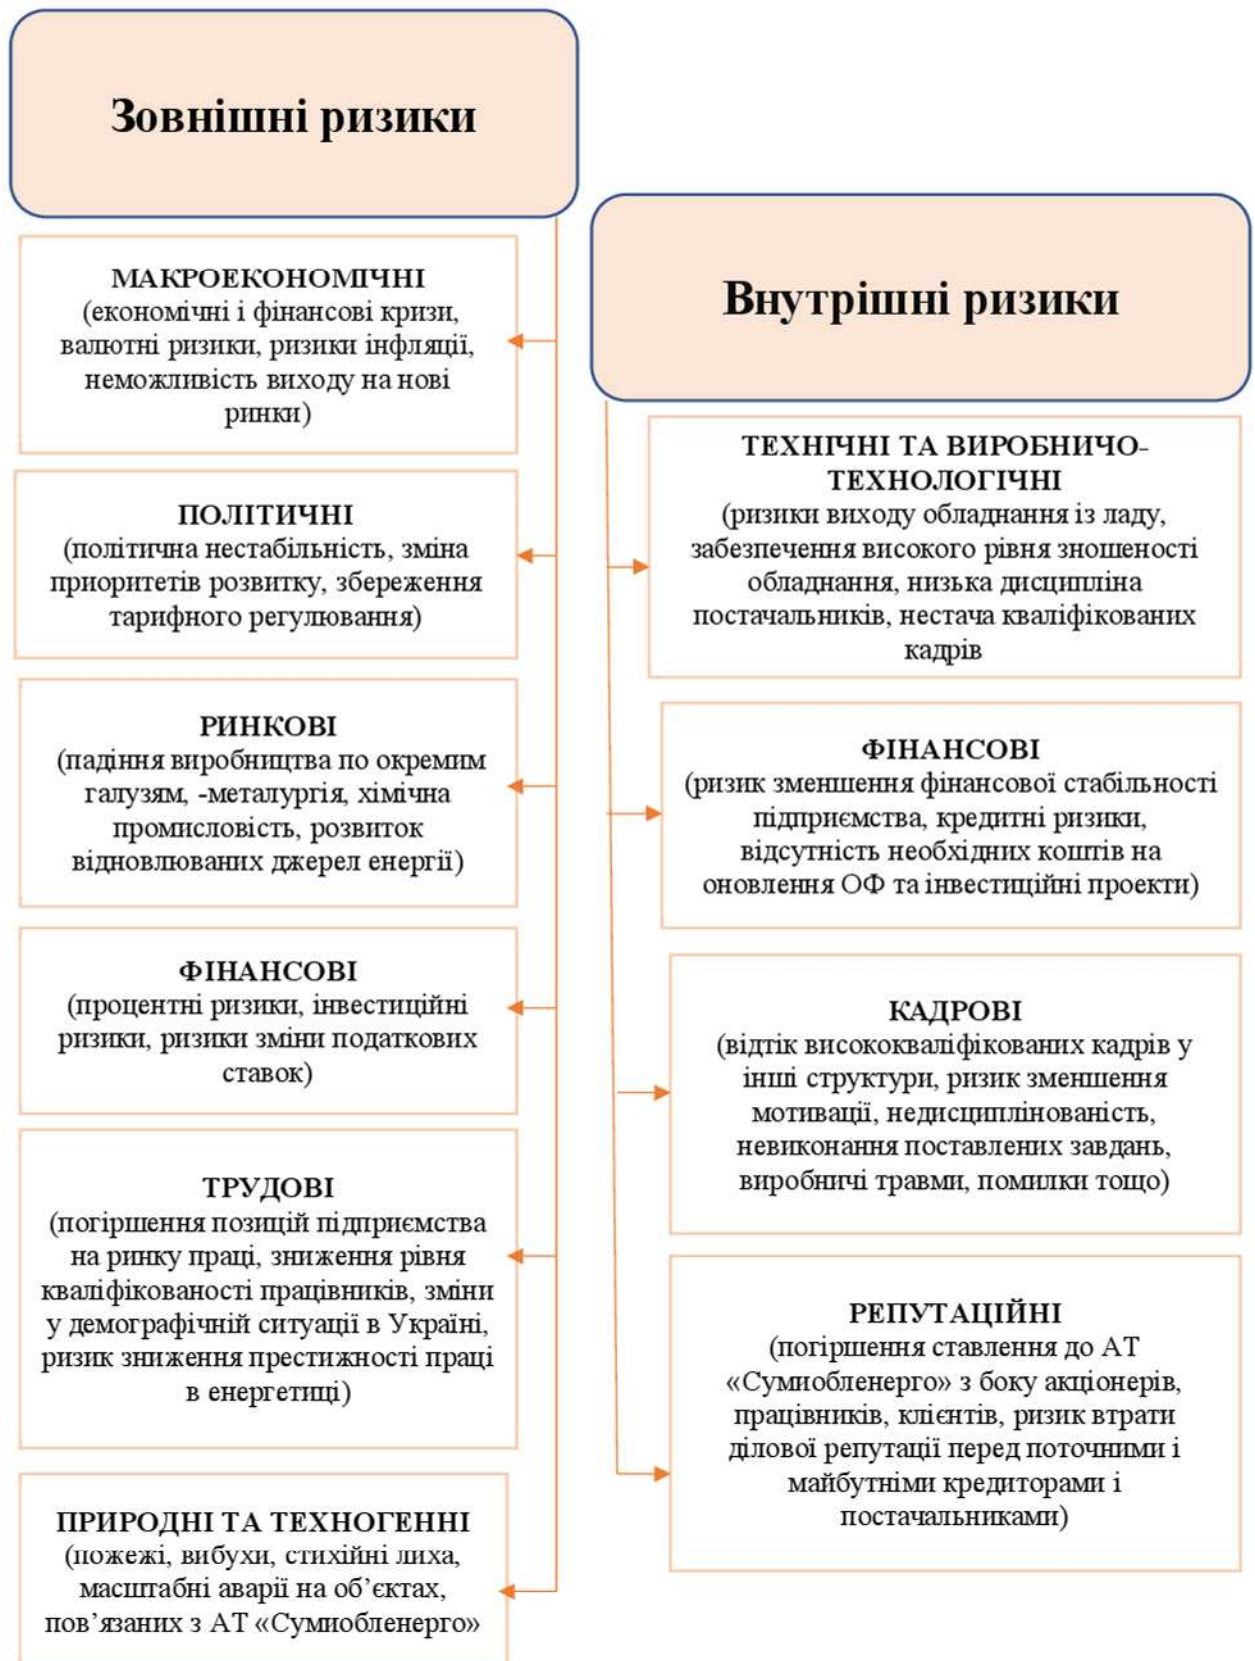 Зовнішні ризики
МАКРОЕКОНОМІЧНІ
(економічні і фінансові кризи,
валютні ризики, ризики інфляції,
неможливість виходу на нові
ринки)
ПОЛІТИЧНІ
(політична нестабільність, зміна
приоритетів розвитку, збереження
тарифного регулювання)
РИНКОВІ
(падіння виробництва по окремим
галузям, -металургія, хімічна
промисловість, розвиток
відновлюваних джерел енергії)
ФІНАНСОВІ
(процентні ризики, інвестиційні
ризики, ризики зміни податкових
ставок)
ТРУДОВІ
(погіршення позицій підприємства
на ринку праці, зниження рівня
кваліфікованості працівників, зміни
у демографічній ситуації в Україні,
ризик зниження престижності праці
в енергетиці)
ПРИРОДНІ ТА ТЕХНОГЕННІ
(пожежі, вибухи, стихійні лиха,
масштабні аварії на об’єктах,
пов’язаних з АТ «Сумиобленерго»
Внутрішні ризики
ТЕХНІЧНІ ТА ВИРОБНИЧО-
ТЕХНОЛОГІЧНІ
(ризики виходу обладнання із ладу,
забезпечення високого рівня зношеності
обладнання, низька дисципліна
постачальників, нестача кваліфікованих
кадрів
ФІНАНСОВІ
(ризик зменшення фінансової стабільності
підприємства, кредитні ризики,
відсутність необхідних коштів на
оновлення ОФ та інвестиційні проекти)
КАДРОВІ
(відтік висококваліфікованих кадрів у
інші структури, ризик зменшення
мотивації, недисциплінованість,
невиконання поставлених завдань,
виробничі травми, помилки тощо)
РЕПУТАЦІЙНІ
(погіршення ставлення до АТ
«Сумиобленерго» з боку акціонерів,
працівників, клієнтів, ризик втрати
ділової репутації перед поточними і
майбутніми кредиторами і
постачальниками)